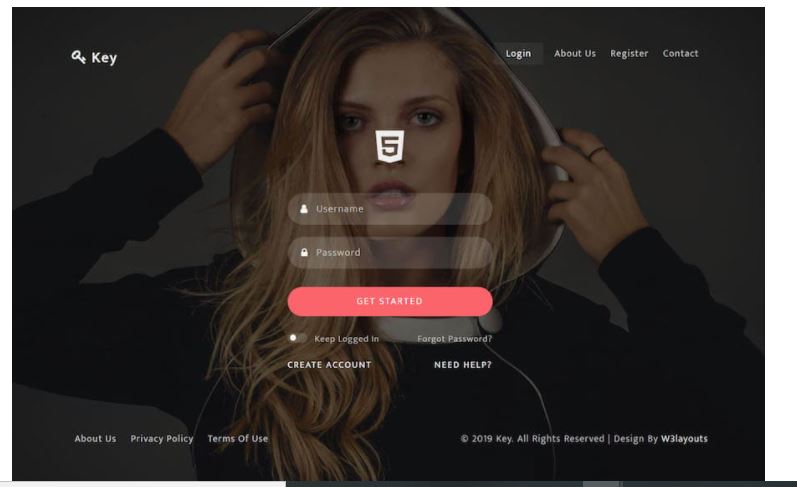 Key
Login About Us Register Contact
5
Username
Password
GET STARTED
Keep Logged In Forgot Password?
CREATE ACCOUNT NEED HELP?
About Us Privacy Policy Terms Of Use © 2019 Key. All Rights Reserved | Design By W3layouts